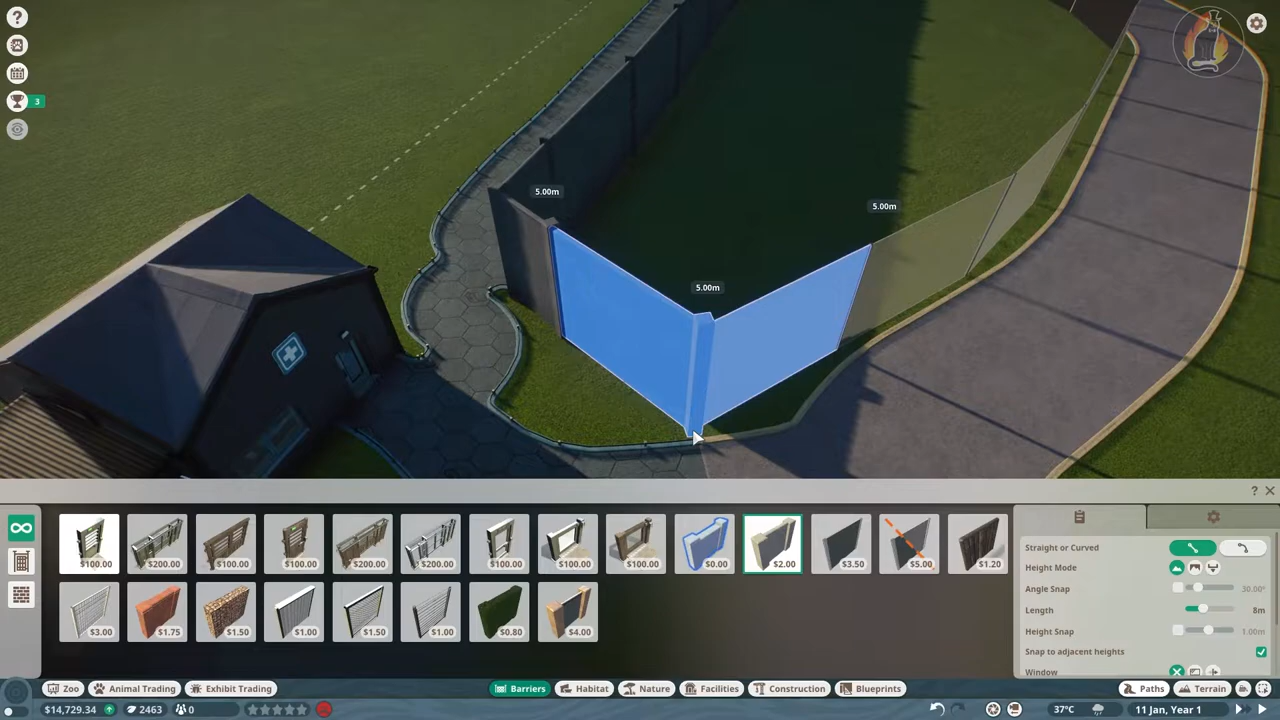 ?
3
5.00m
5.00m
5.00m
?
$100.00
$200.00
$100.00
$100.00
$200.00
$200.00
$100.00
$100.00
$100.00
$0.00
$2.00
$3.50
$5.00
$1.20
$3.00
$1.75
$1.50
$1.00
$1.50
$1.00
$0.80
$4.00
Straight or Curved
Height Mode
Angle Snap 30.00°
Length 8m
Height Snap 1.00m
Snap to adjacent heights
Window
Zoo
Animal Trading
Exhibit Trading
Barriers
Habitat
Nature
Facilities
Construction
Blueprints
Paths
Terrain
$14,729.34
2463
0
37°C
11 Jan, Year 1